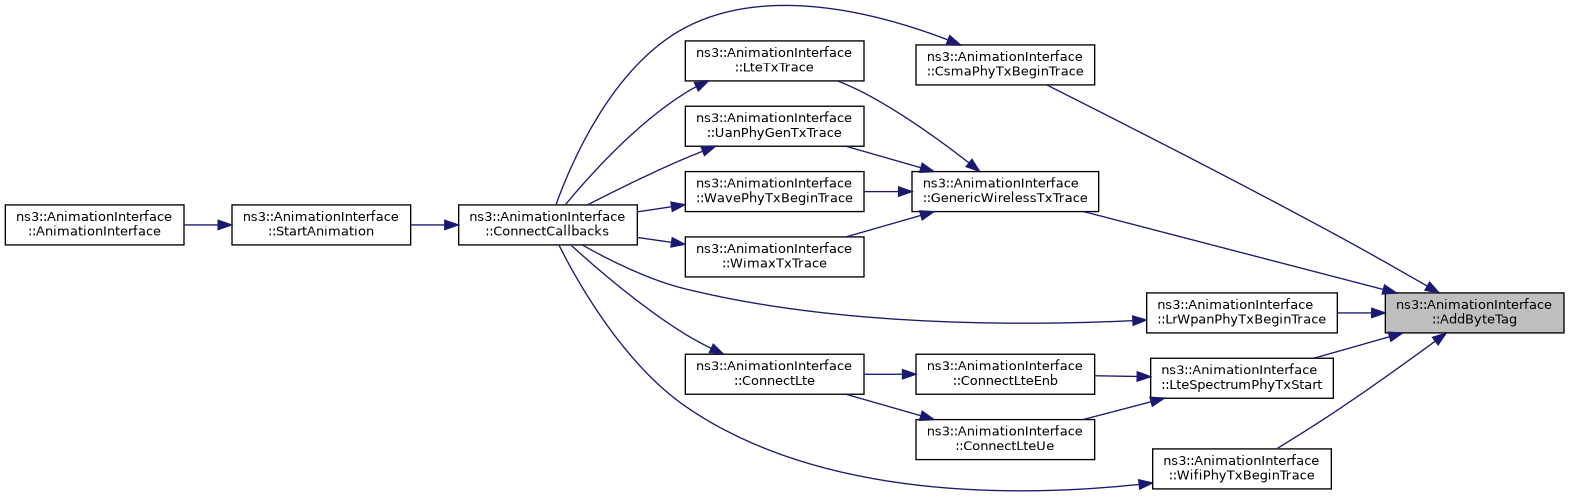 ns3::AnimationInterface
::AnimationInterface
ns3::AnimationInterface
::StartAnimation
ns3::AnimationInterface
::ConnectCallbacks
ns3::AnimationInterface
::LteTxTrace
ns3::AnimationInterface
::UanPhyGenTxTrace
ns3::AnimationInterface
::WavePhyTxBeginTrace
ns3::AnimationInterface
::WimaxTxTrace
ns3::AnimationInterface
::ConnectLte
ns3::AnimationInterface
::CsmaPhyTxBeginTrace
ns3::AnimationInterface
::GenericWirelessTxTrace
ns3::AnimationInterface
::LrWpanPhyTxBeginTrace
ns3::AnimationInterface
::ConnectLteEnb
ns3::AnimationInterface
::ConnectLteUe
ns3::AnimationInterface
::LteSpectrumPhyTxStart
ns3::AnimationInterface
::WifiPhyTxBeginTrace
ns3::AnimationInterface
::AddByteTag